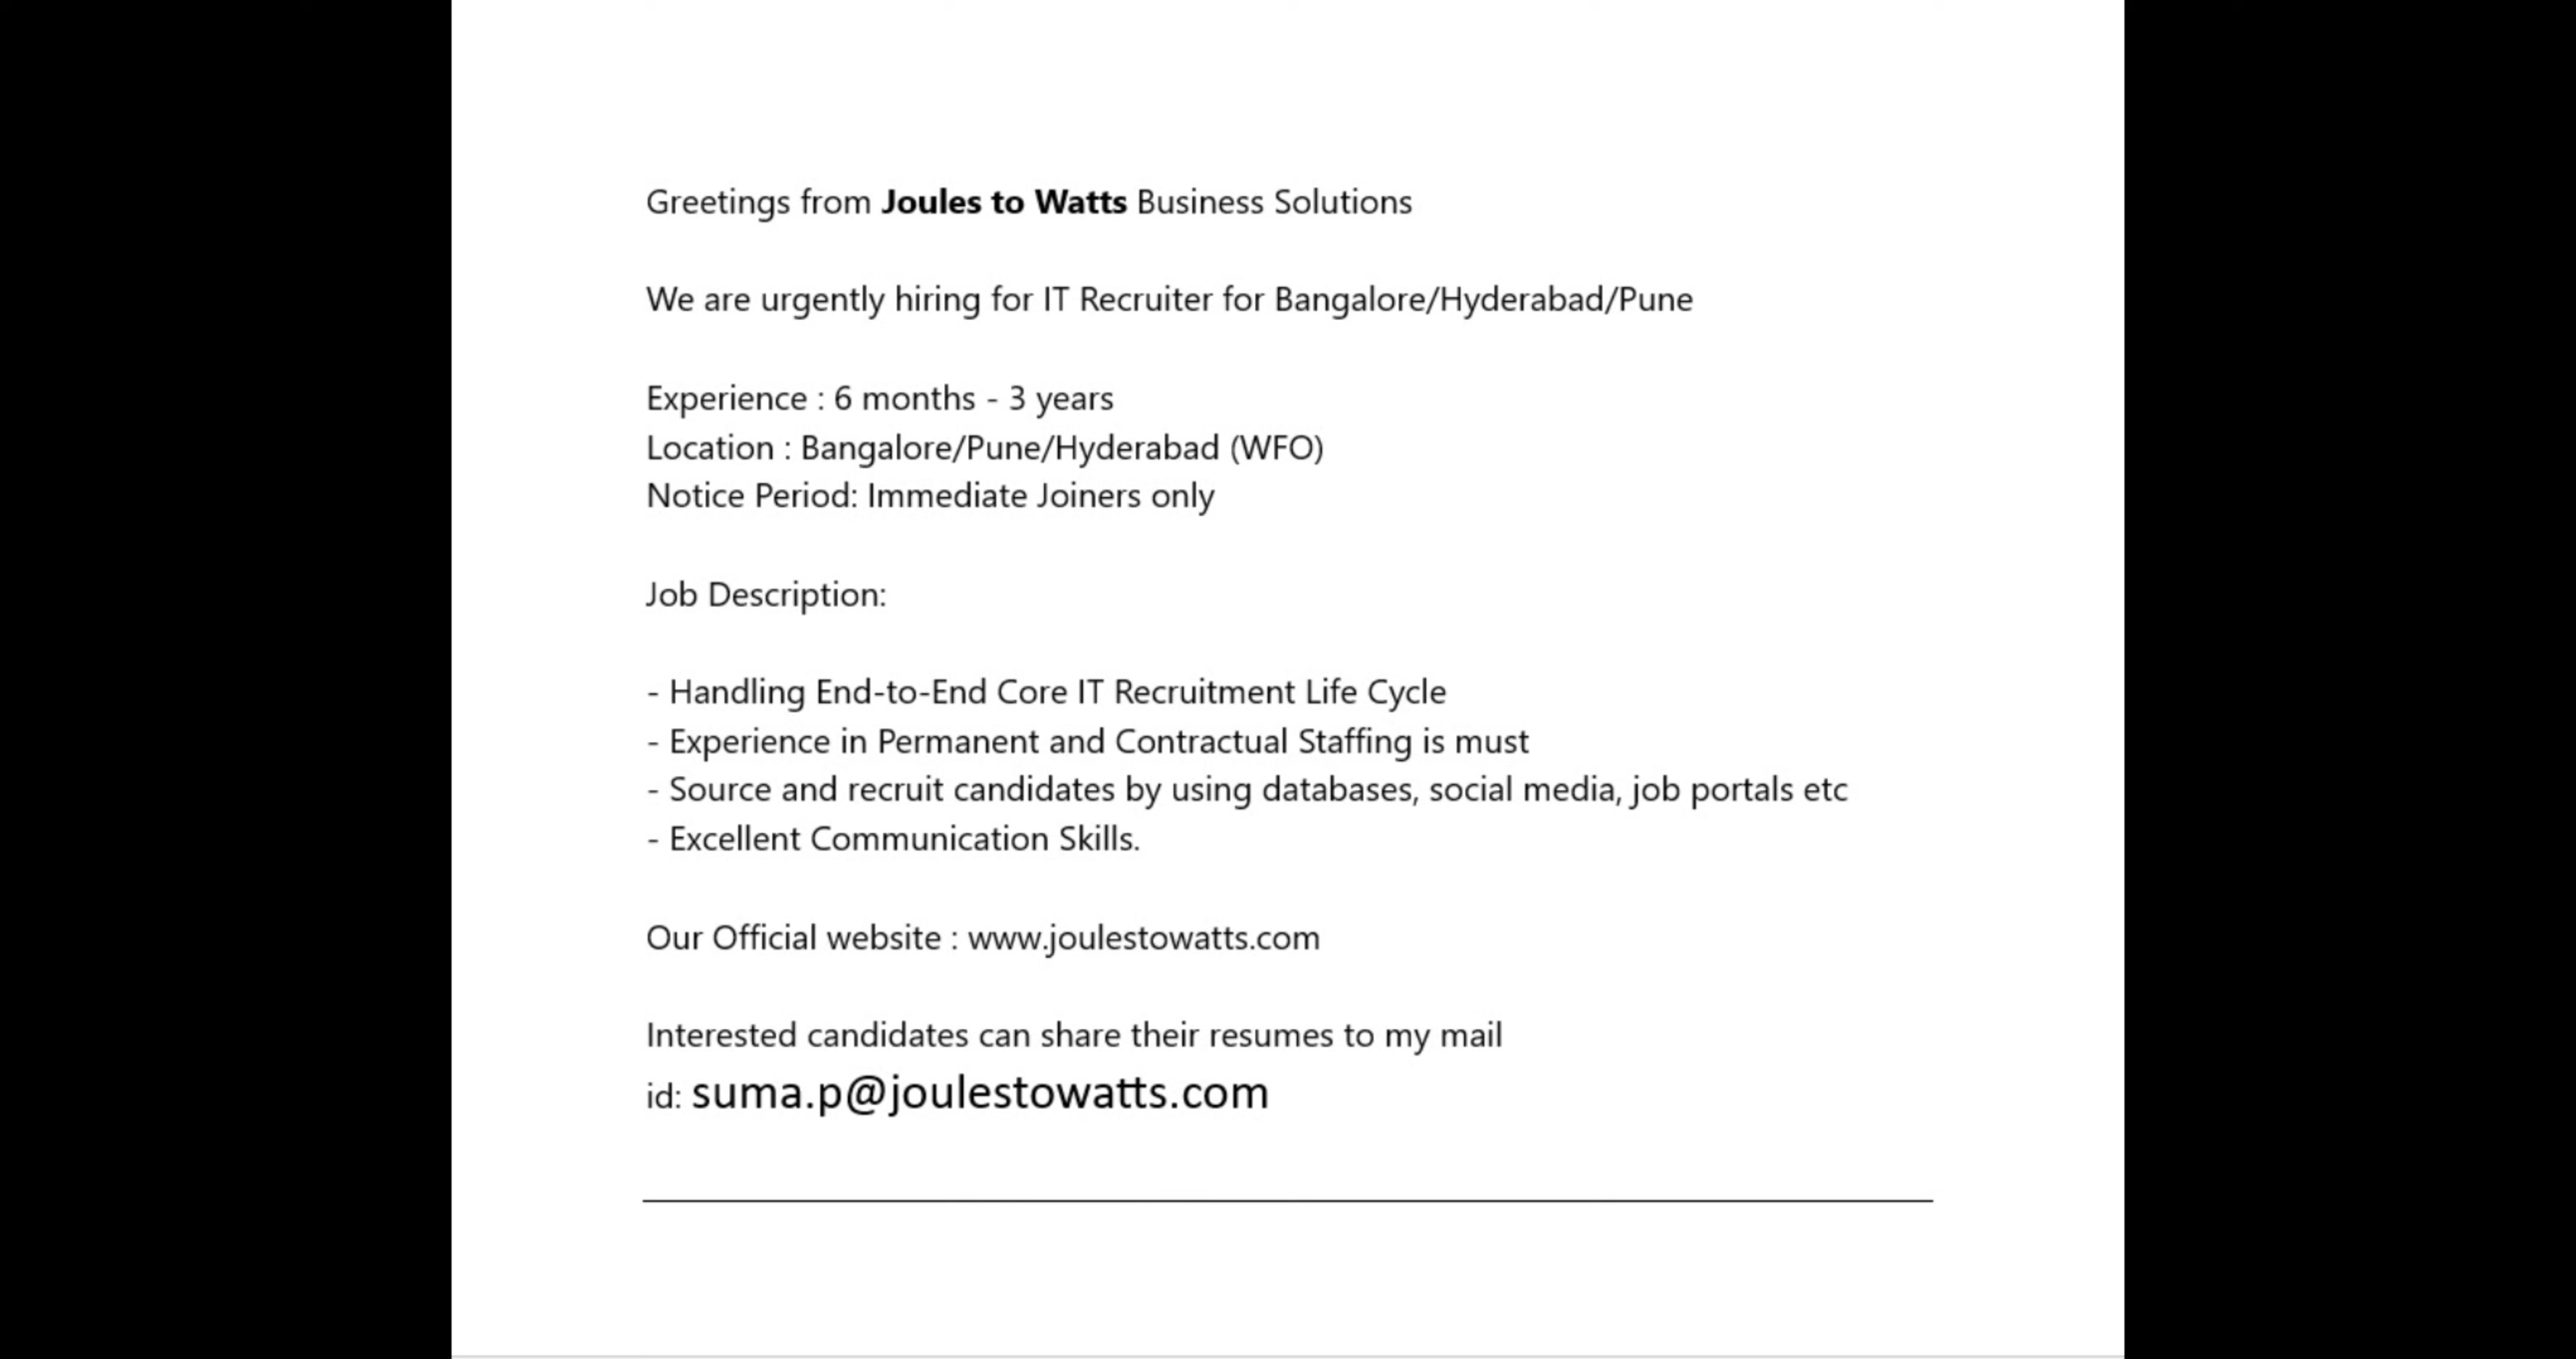 Greetings from Joules to Watts Business Solutions
We are urgently hiring for IT Recruiter for Bangalore/Hyderabad/Pune
Experience : 6 months - 3 years
Location : Bangalore/Pune/Hyderabad (WFO)
Notice Period: Immediate Joiners only
Job Description:
- Handling End-to-End Core IT Recruitment Life Cycle
- Experience in Permanent and Contractual Staffing is must
- Source and recruit candidates by using databases, social media, job portals etc
- Excellent Communication Skills.
Our Official website : www.joulestowatts.com
Interested candidates can share their resumes to my mail
id: suma.p@joulestowatts.com